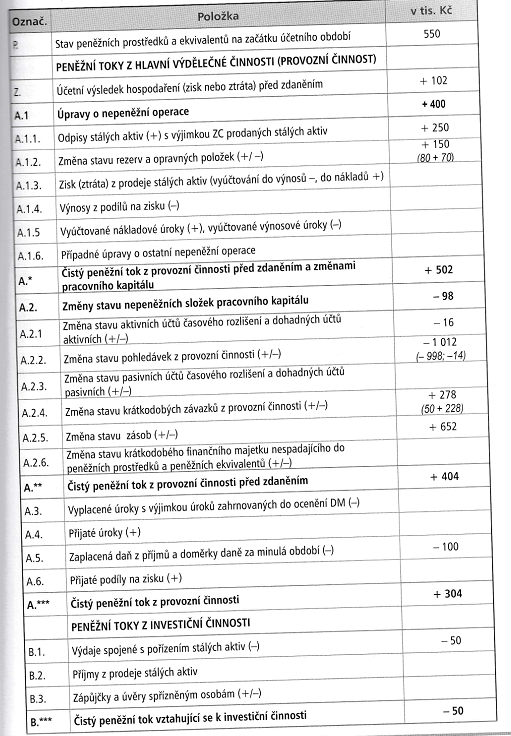 Označ. Položka v tis. Kč
P. Stav peněžních prostředků a ekvivalentů na začátku účetního období 550
PENĚŽNÍ TOKY Z HLAVNÍ VÝDĚLEČNÉ ČINNOSTI (PROVOZNÍ ČINNOST)
Z. Účetní výsledek hospodaření (zisk nebo ztráta) před zdaněním + 102
A.1 Úpravy o nepeněžní operace + 400
A.1.1. Odpisy stálých aktiv (+) s výjimkou ZC prodaných stálých aktiv + 250
A.1.2. Změna stavu rezerv a opravných položek (+/ –) + 150
(80 + 70)
A.1.3. Zisk (ztráta) z prodeje stálých aktiv (vyúčtování do výnosů –, do nákladů +)
A.1.4. Výnosy z podílů na zisku (–)
A.1.5 Vyúčtované nákladové úroky (+), vyúčtované výnosové úroky (–)
A.1.6. Případné úpravy o ostatní nepeněžní operace
A.* Čistý peněžní tok z provozní činnosti před zdaněním a změnami
pracovního kapitálu + 502
A.2. Změny stavu nepeněžních složek pracovního kapitálu – 98
A.2.1 Změna stavu aktivních účtů časového rozlišení a dohadných účtů
aktivních (+/–) – 16
A.2.2. Změna stavu pohledávek z provozní činnosti (+/–) – 1 012
(– 998; –14)
A.2.3. Změna stavu pasivních účtů časového rozlišení a dohadných účtů
pasivních (+/–)
A.2.4. Změna stavu krátkodobých závazků z provozní činnosti (+/–) + 278
(50 + 228)
A.2.5. Změna stavu zásob (+/–) + 652
A.2.6. Změna stavu krátkodobého finančního majetku nespadajícího do
peněžních prostředků a peněžních ekvivalentů (+/–)
A.** Čistý peněžní tok z provozní činnosti před zdaněním + 404
A.3. Vyplacené úroky s výjimkou úroků zahrnovaných do ocenění DM (–)
A.4. Přijaté úroky (+)
A.5. Zaplacená daň z příjmů a doměrky daně za minulá období (–) – 100
A.6. Přijaté podíly na zisku (+)
A.*** Čistý peněžní tok z provozní činnosti + 304
PENĚŽNÍ TOKY Z INVESTIČNÍ ČINNOSTI
B.1. Výdaje spojené s pořízením stálých aktiv (–) – 50
B.2. Příjmy z prodeje stálých aktiv
B.3. Zápůjčky a úvěry spřízněným osobám (+/–)
B.*** Čistý peněžní tok vztahující se k investiční činnosti – 50